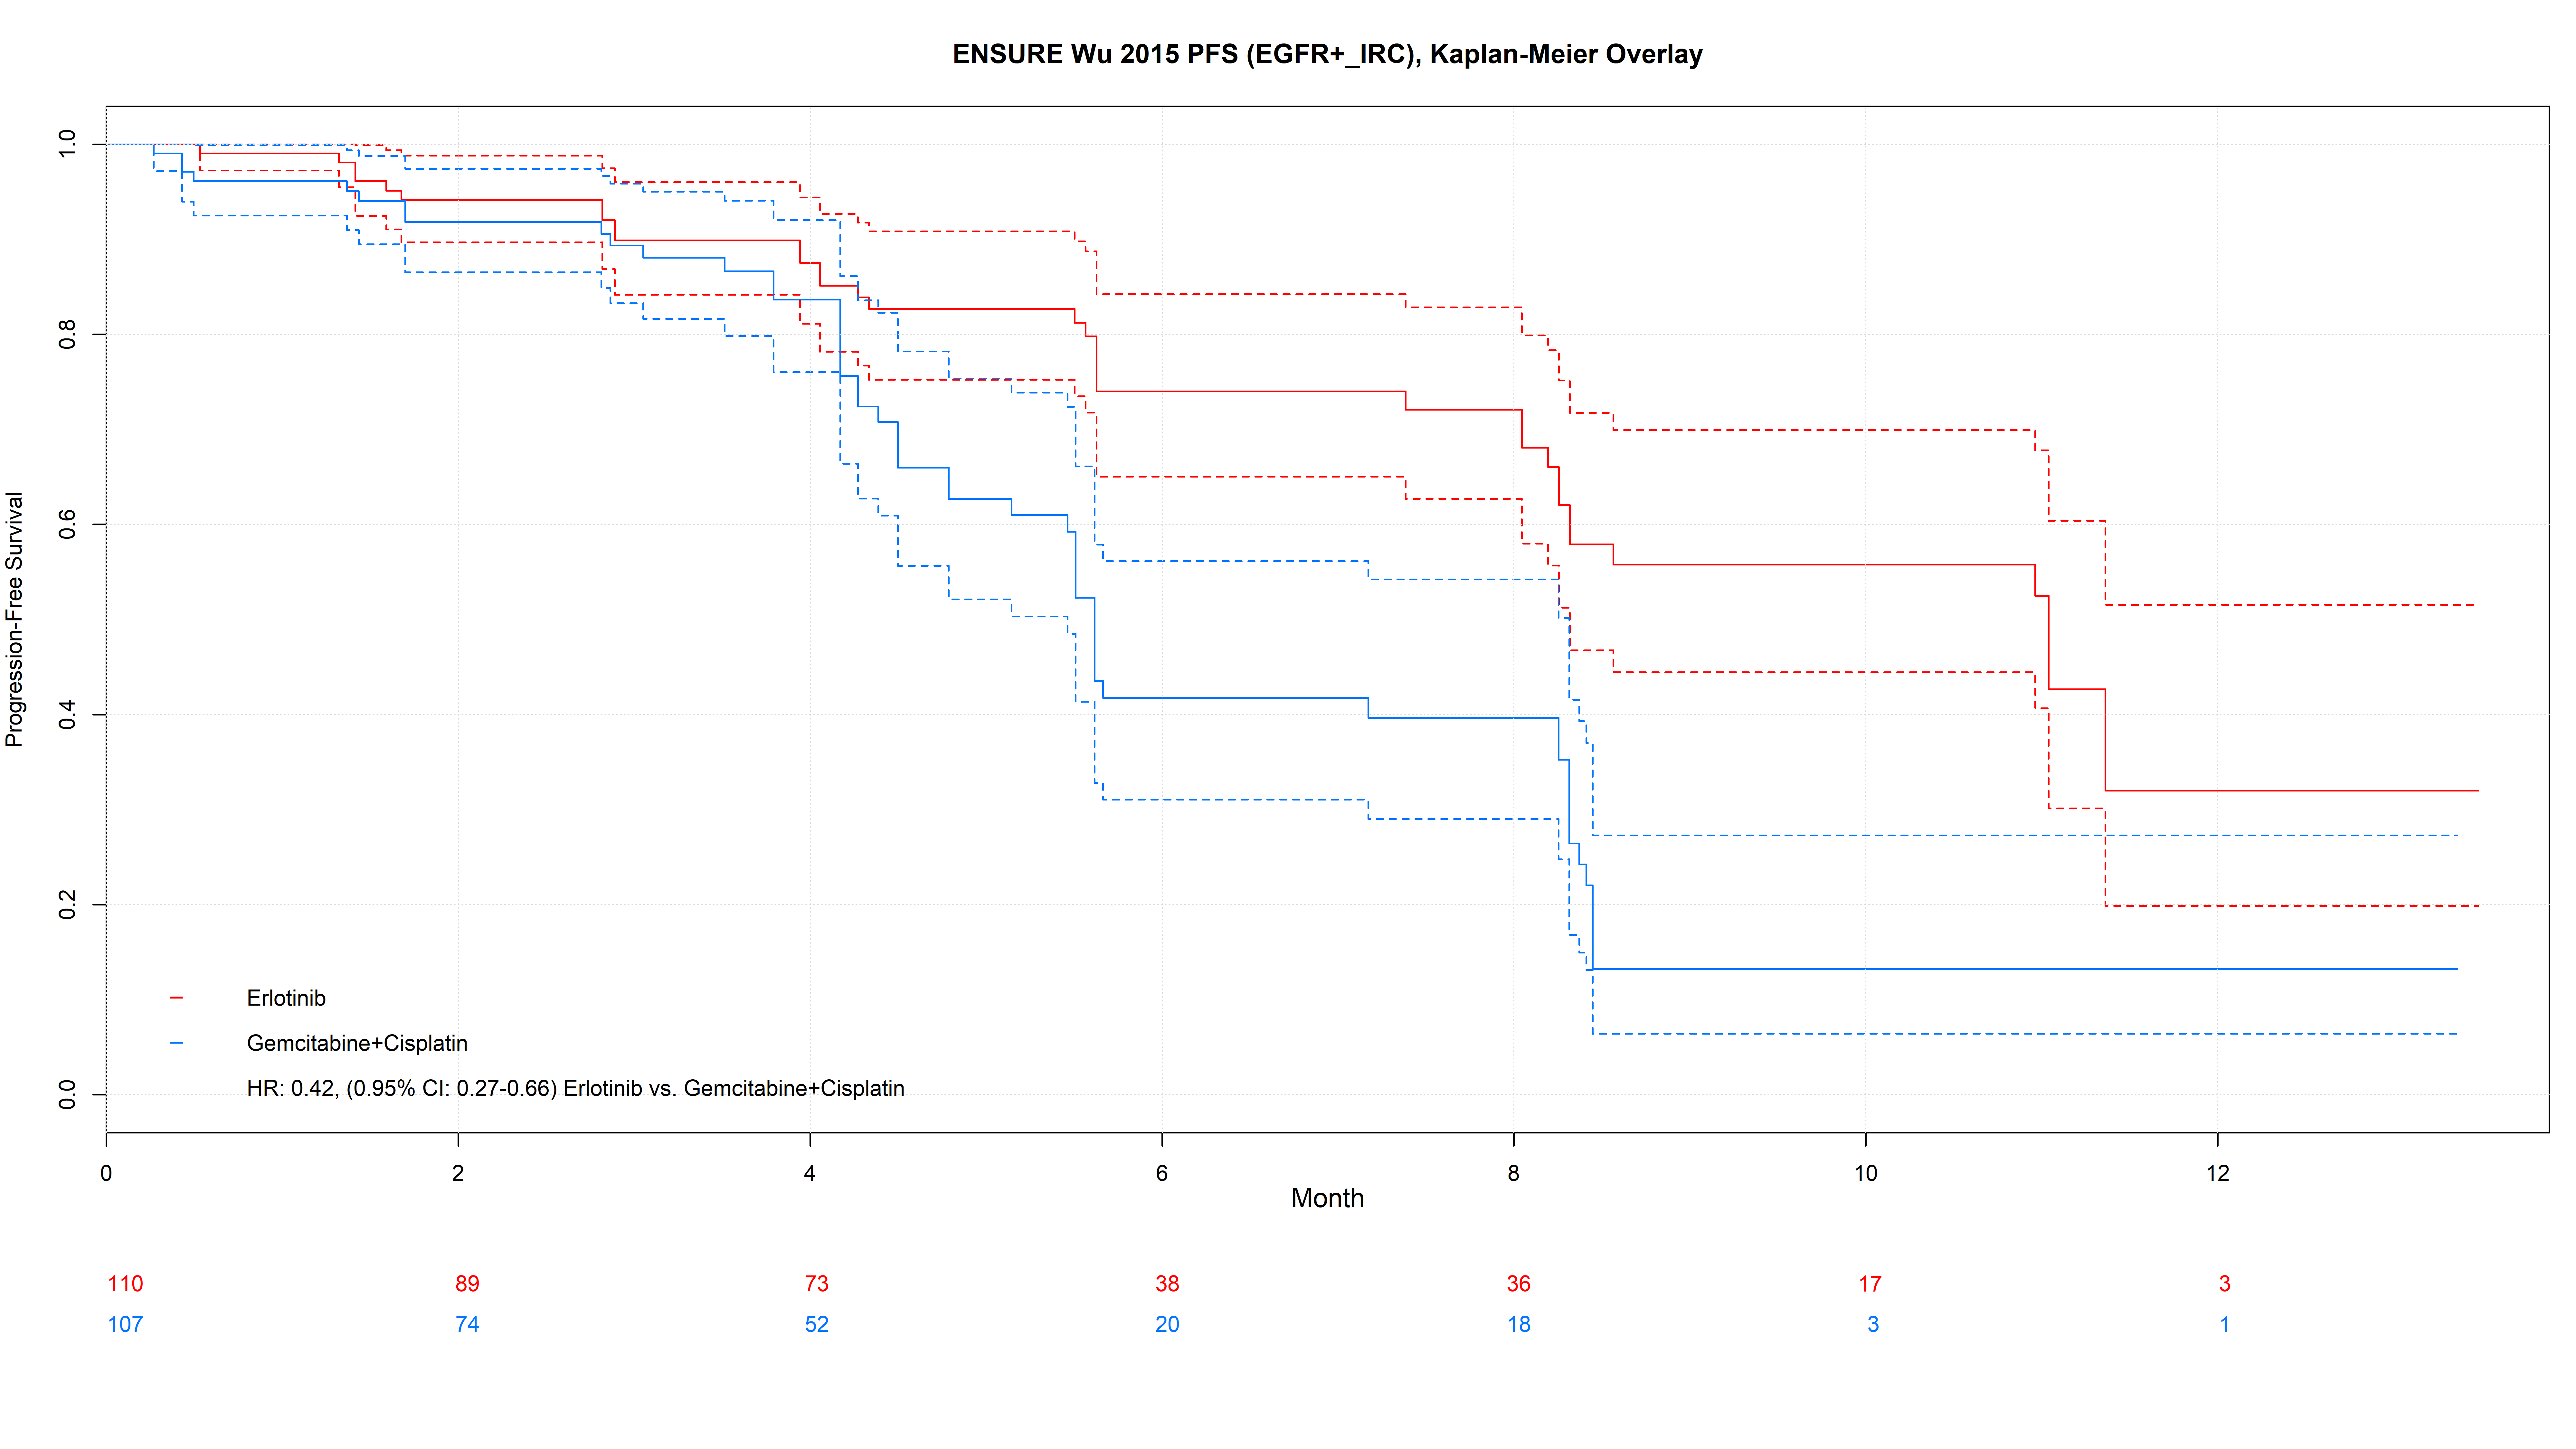 ENSURE Wu 2015 PFS (EGFR+_IRC), Kaplan-Meier Overlay
Progression-Free Survival
1.0
0.8
0.6
0.4
0.2
0.0
Erlotinib
Gemcitabine+Cisplatin
HR: 0.42, (0.95% CI: 0.27-0.66) Erlotinib vs. Gemcitabine+Cisplatin
0 2 4 6 8 10 12
Month
110 89 73 38 36 17 3
107 74 52 20 18 3 1